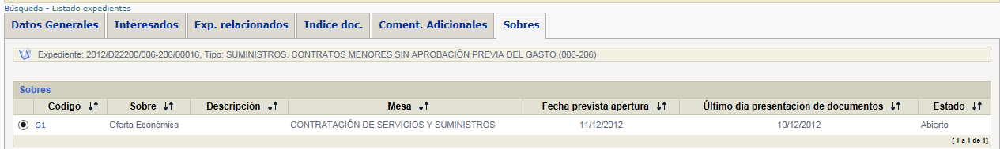 Búsqueda - Listado expedientes
Datos Generales Interesados Exp. relacionados Indice doc. Coment. Adicionales Sobres
Expediente: 2012/D22200/006-206/00016, Tipo: SUMINISTROS. CONTRATOS MENORES SIN APROBACIÓN PREVIA DEL GASTO (006-206)
Sobres
Código Sobre Descripción Mesa Fecha prevista apertura Último día presentación de documentos Estado
S1 Oferta Económica CONTRATACIÓN DE SERVICIOS Y SUMINISTROS 11/12/2012 10/12/2012 Abierto
[ 1 a 1 de 1]